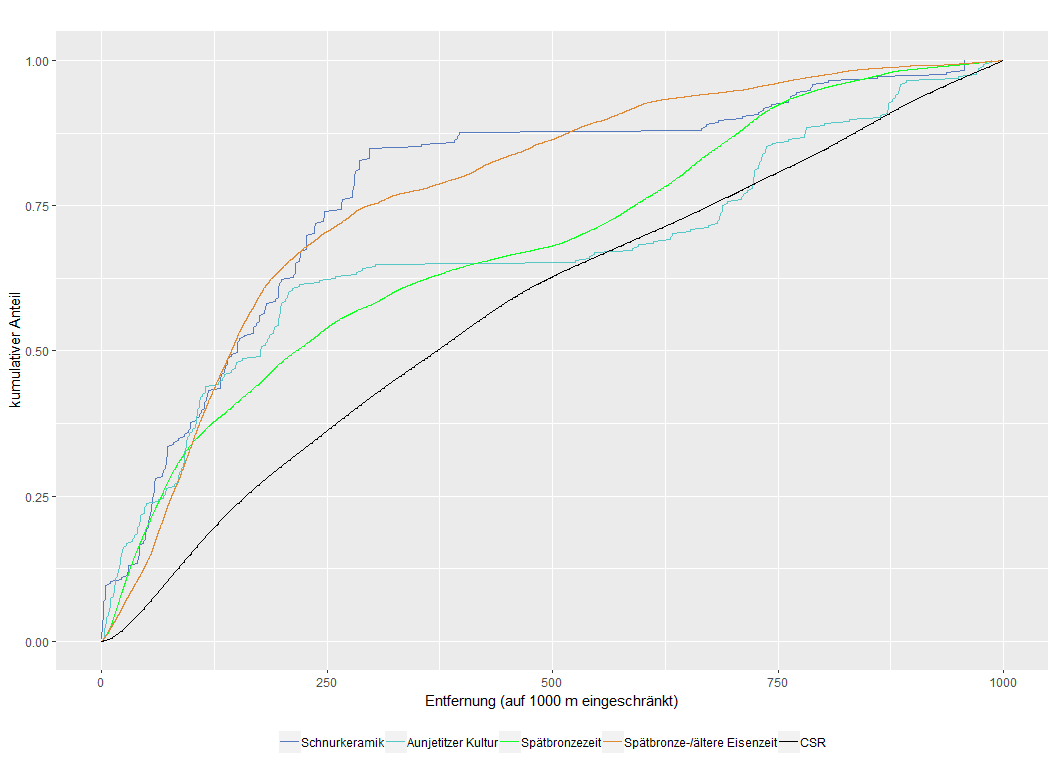 1.00
0.75
0.50
0.25
0.00
kumulativer Anteil
0 250 500 750 1000
Entfernung (auf 1000 m eingeschränkt)
Schnurkeramik Aunjetitzer Kultur Spätbronzezeit Spätbronze-/ältere Eisenzeit CSR